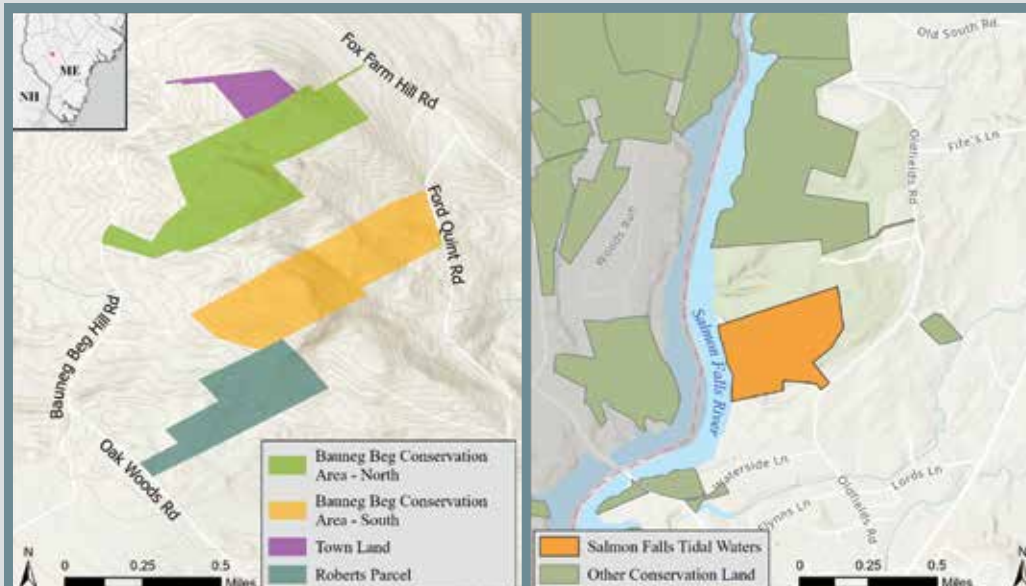 ME
NH
Fox Farm Hill Rd
Ford Quint Rd
Bauneg Beg Hill Rd
Oak Woods Rd
Bauneg Beg Conservation
Area - North
Bauneg Beg Conservation
Area - South
Town Land
Roberts Parcel
N
0 0.25 0.5
Miles
Old South Rd
Fife's Ln
Oldfields Rd
Woods Run
Salmon Falls River
Waterside Ln
Lords Ln
Flynns Ln
Oldfields Rd
Salmon Falls Tidal Waters
Other Conservation Land
N
0 0.25 0.5
Miles